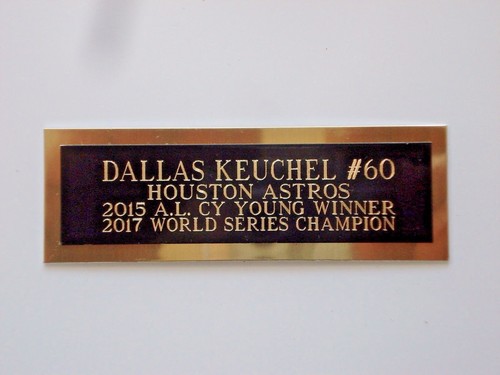 DALLAS KEUCHEL #60
HOUSTON ASTROS
2015 A.L. CY YOUNG WINNER
2017 WORLD SERIES CHAMPION